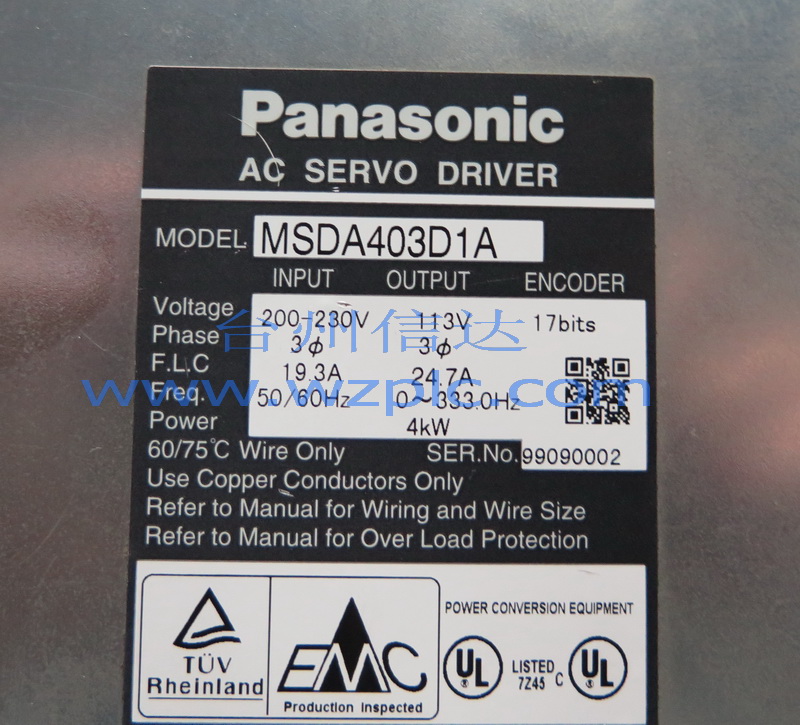 Panasonic
AC SERVO DRIVER
MODEL MSDA403D1A
INPUT OUTPUT ENCODER
Voltage 200-230V 113V 17bits
台州信达
Phase 3ϕ 3ϕ
F.L.C 19.3A 24.7A
www.wzplc.com
Freq. 50/60Hz 0~333.0Hz
Power 4kW
60/75℃ Wire Only SER.No. 99090002
Use Copper Conductors Only
Refer to Manual for Wiring and Wire Size
Refer to Manual for Over Load Protection
TÜV
Rheinland
EMC
Production Inspected
POWER CONVERSION EQUIPMENT
UL LISTED C UL
7Z45